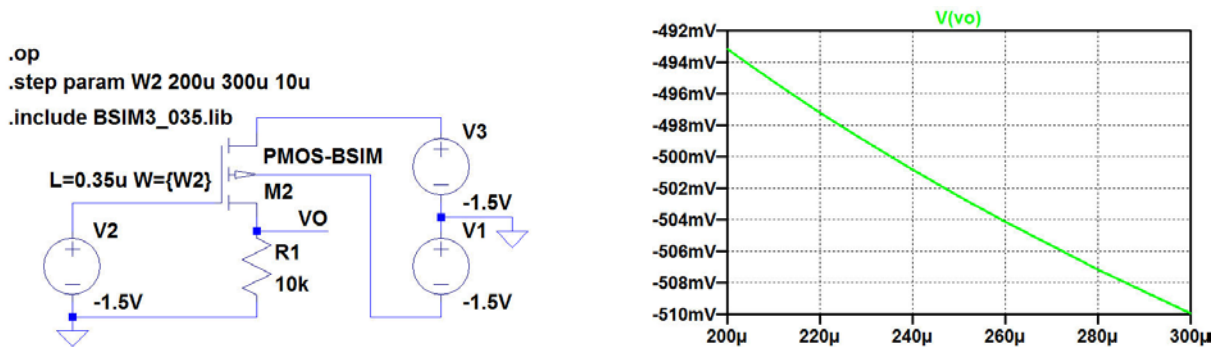 .op
.step param W2 200u 300u 10u
.include BSIM3_035.lib
V3
PMOS-BSIM
L=0.35u W={W2}
M2
-1.5V
V2
VO
V1
R1
10k
-1.5V
-1.5V
V(vo)
-492mV
-494mV
-496mV
-498mV
-500mV
-502mV
-504mV
-506mV
-508mV
-510mV
200µ
220µ
240µ
260µ
280µ
300µ